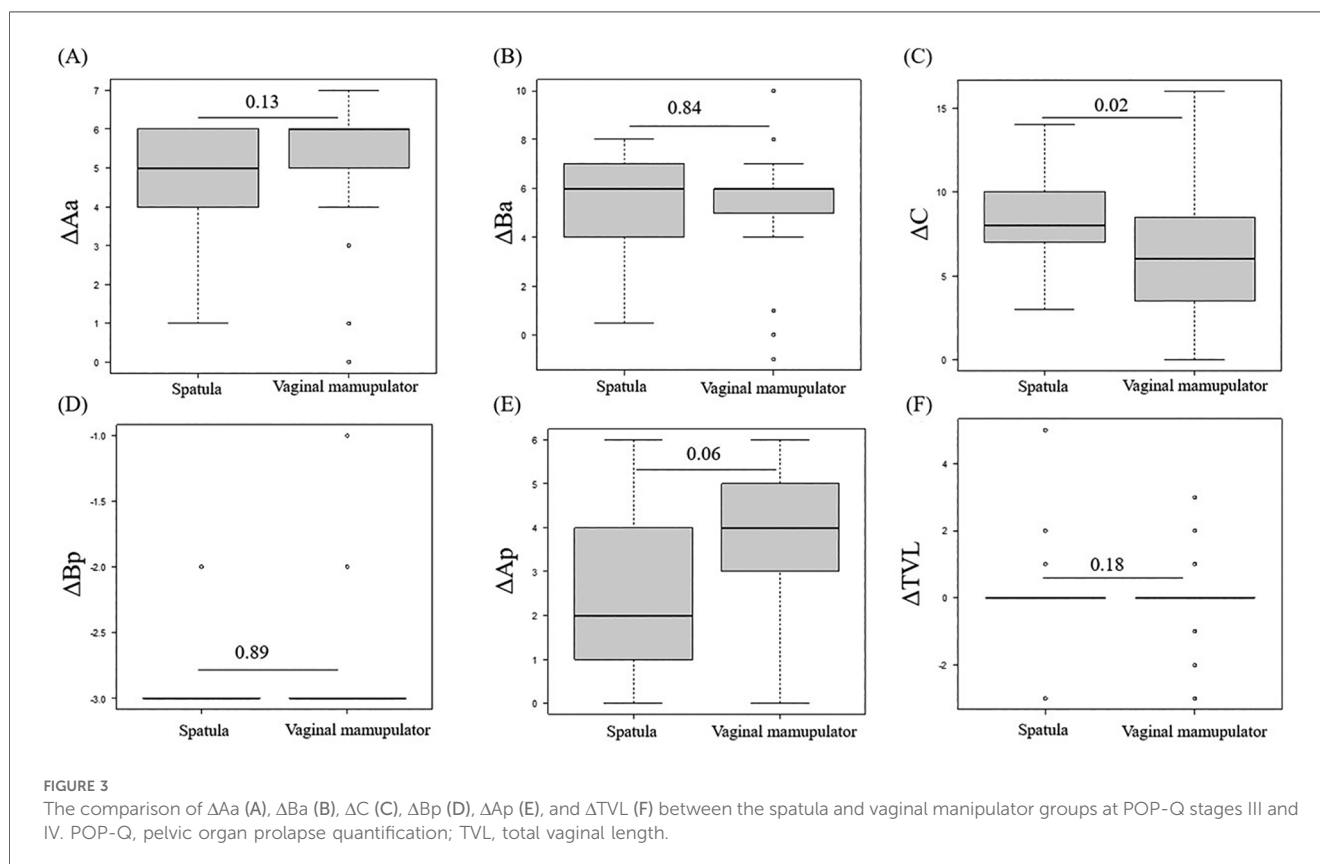 (A)
0.13
ΔAa
7
6
5
4
3
2
1
0
Spatula
Vaginal mamupulator
(B)
0.84
ΔBa
10
8
6
4
2
0
Spatula
Vaginal mamupulator
(C)
0.02
ΔC
15
10
5
0
Spatula
Vaginal mamupulator
(D)
0.89
ΔBp
-1.0
-1.5
-2.0
-2.5
-3.0
Spatula
Vaginal mamupulator
(E)
0.06
ΔAp
6
5
4
3
2
1
0
Spatula
Vaginal mamupulator
(F)
0.18
ΔTVL
4
2
0
-2
Spatula
Vaginal mamupulator
FIGURE 3
The comparison of ΔAa (A), ΔBa (B), ΔC (C), ΔBp (D), ΔAp (E), and ΔTVL (F) between the spatula and vaginal manipulator groups at POP-Q stages III and
IV. POP-Q, pelvic organ prolapse quantification; TVL, total vaginal length.